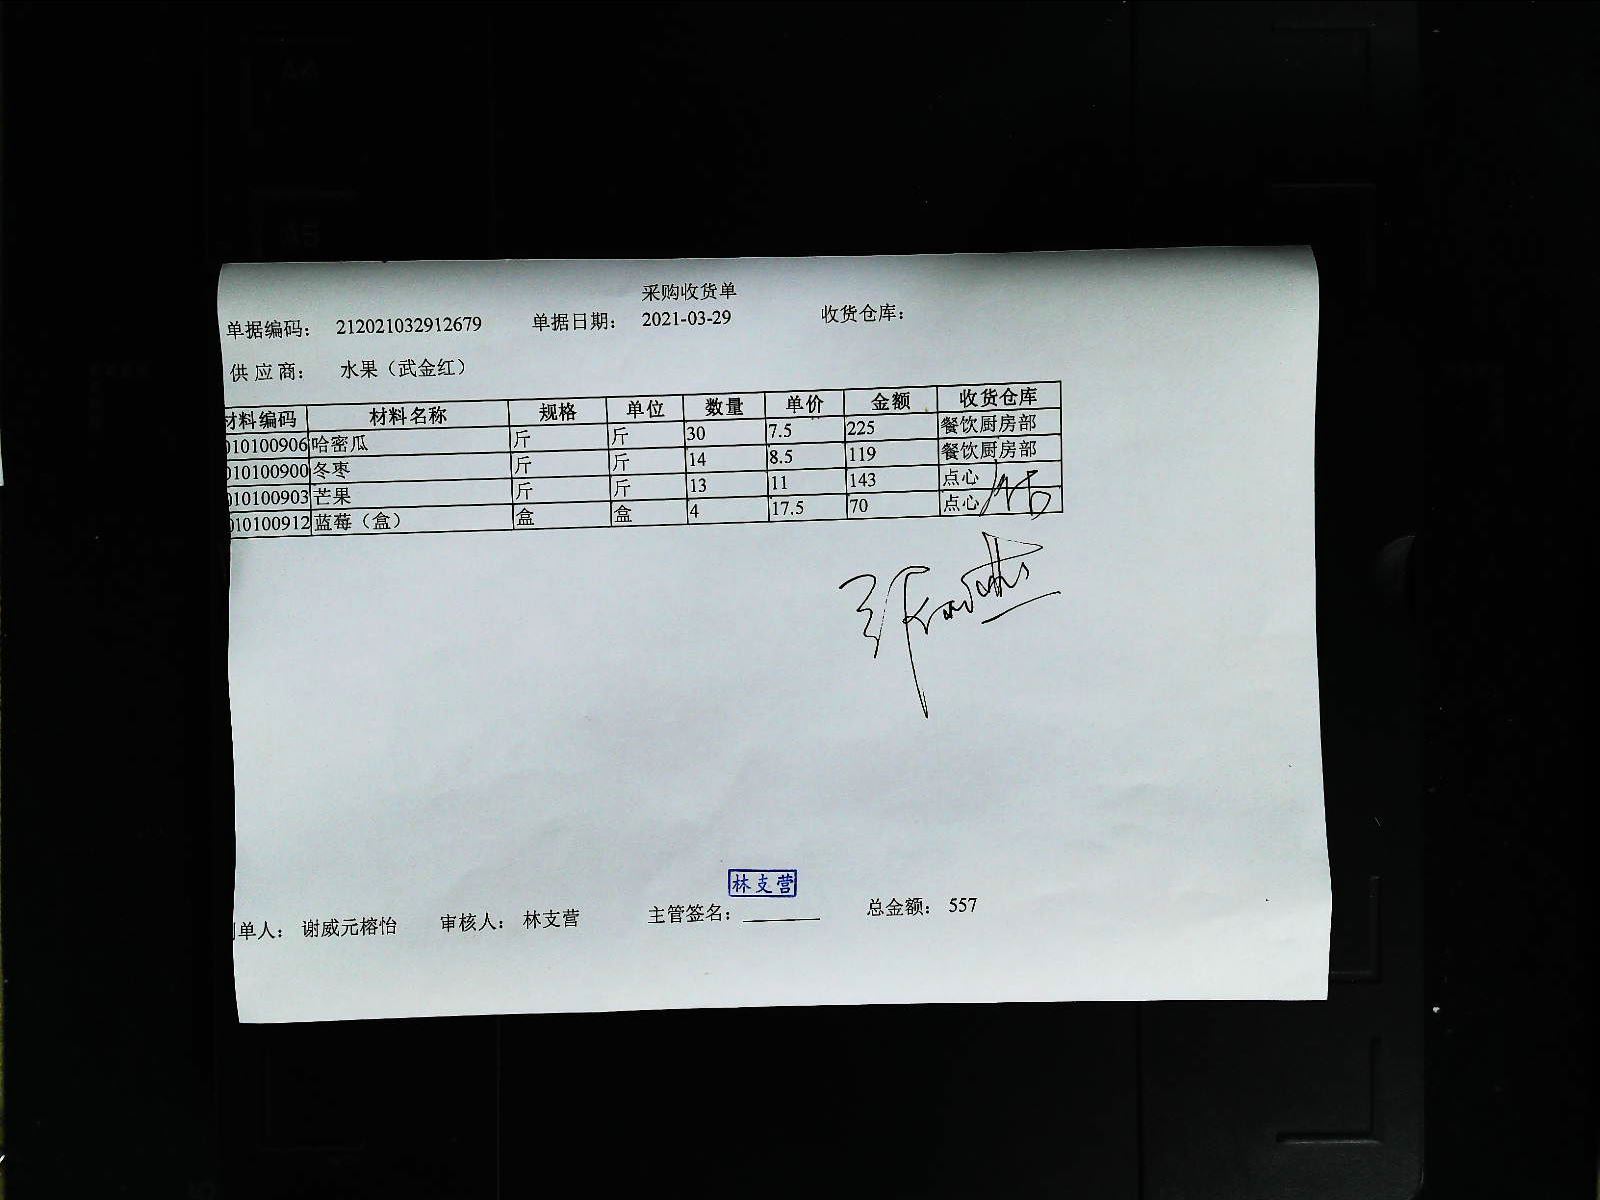 采购收货单
单据编码： 212021032912679 单据日期： 2021-03-29 收货仓库：
供应商： 水果（武金红）
材料编码 材料名称 规格 单位 数量 单价 金额 收货仓库
010100906 哈密瓜 斤 斤 30 7.5 225 餐饮厨房部
010100900 冬枣 斤 斤 14 8.5 119 餐饮厨房部
010100903 芒果 斤 斤 13 11 143 点心
010100912 蓝莓（盒） 盒 盒 4 17.5 70 点心
林支营
单人： 谢威元榕怡 审核人： 林支营 主管签名： 总金额： 557